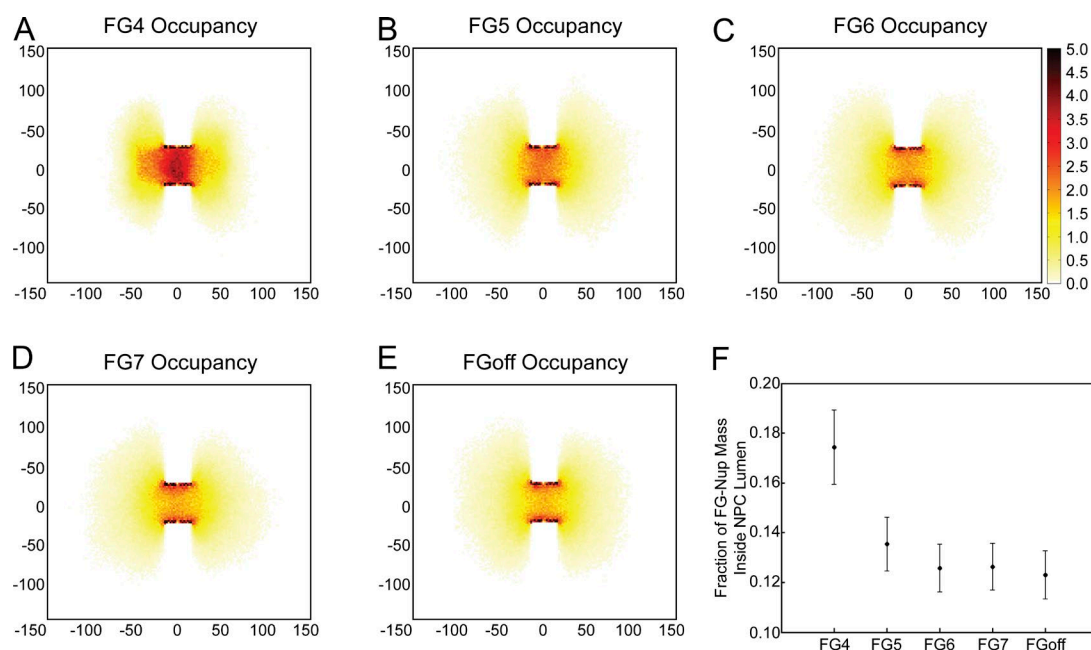 A
FG4 Occupancy
150
100
-50
0
-50
-100
-150 -100 -50 0 50 100 150
B
FG5 Occupancy
150
100
-50
0
-50
-100
-150 -100 -50 0 50 100 150
C
FG6 Occupancy
150
100
-50
0
-50
-100
-150 -100 -50 0 50 100 150
5.0
4.5
4.0
3.5
3.0
2.5
2.0
1.5
1.0
0.5
0.0
D
FG7 Occupancy
150
100
-50
0
-50
-100
-150 -100 -50 0 50 100 150
E
FGoff Occupancy
150
100
-50
0
-50
-100
-150 -100 -50 0 50 100 150
F
Fraction of FG-Nup Mass
Inside NPC Lumen
0.20
0.18
0.16
0.14
0.12
0.10
FG4 FG5 FG6 FG7 FGoff